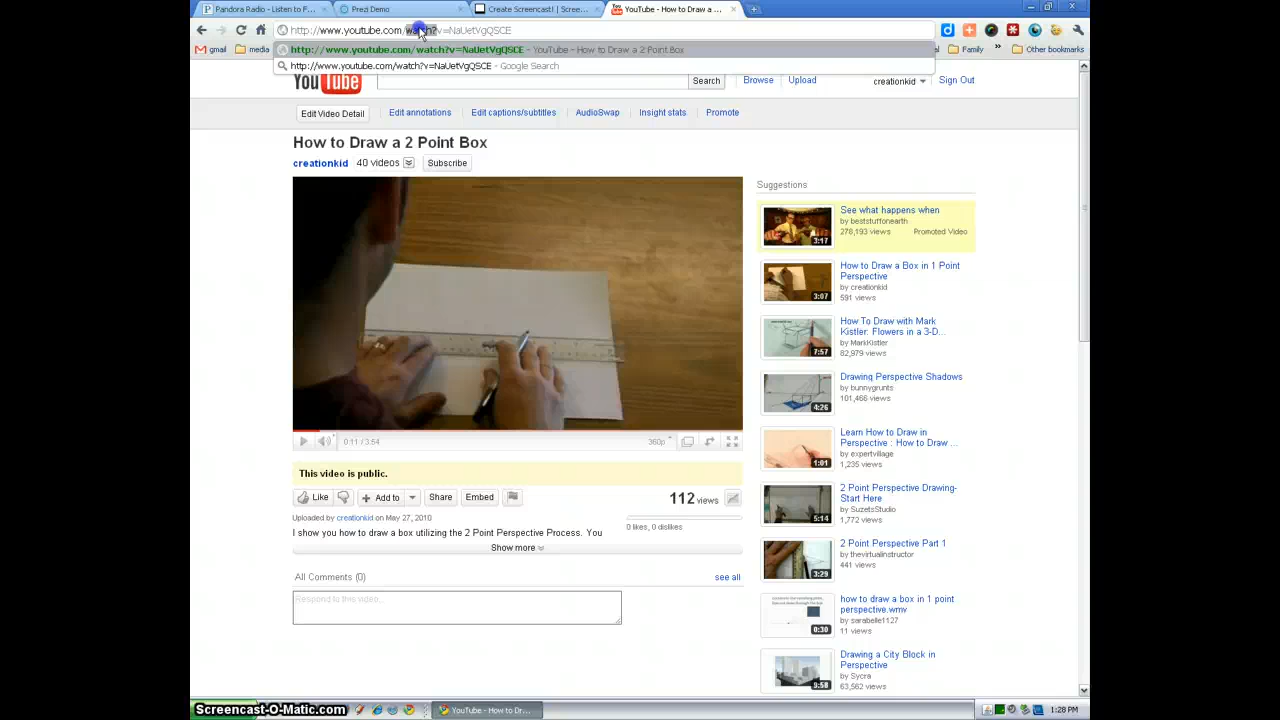 Pandora Radio - Listen to F...
Prezi Demo
Create Screencast! | Scree...
YouTube - How to Draw a ...
http://www.youtube.com/watch?v=NaUetVgQSCE
gmail
media
http://www.youtube.com/watch?v=NaUetVgQSCE - YouTube - How to Draw a 2 Point Box
Family
»
Other bookmarks
http://www.youtube.com/watch?v=NaUetVgQSCE - Google Search
YouTube
Search
Browse
Upload
creationkid
Sign Out
Edit Video Detail
Edit annotations
Edit captions/subtitles
AudioSwap
Insight stats
Promote
How to Draw a 2 Point Box
creationkid 40 videos
Subscribe
0:11 / 3:54
360p
This video is public.
Like
Add to
Share
Embed
112 views
Uploaded by creationkid on May 27, 2010
0 likes, 0 dislikes
I show you how to draw a box utilizing the 2 Point Perspective Process. You
Show more
All Comments (0)
see all
Respond to this video...
Suggestions
3:17
See what happens when
by beststuffonearth
278,193 views
Promoted Video
3:07
How to Draw a Box in 1 Point
Perspective
by creationkid
591 views
7:57
How To Draw with Mark
Kistler: Flowers in a 3-D...
by MarkKistler
82,979 views
4:26
Drawing Perspective Shadows
by bunnygrunts
101,466 views
1:01
Learn How to Draw in
Perspective : How to Draw ...
by expertvillage
1,235 views
5:14
2 Point Perspective Drawing-
Start Here
by SuzetsStudio
1,772 views
3:29
2 Point Perspective Part 1
by thevirtualinstructor
441 views
0:30
how to draw a box in 1 point
perspective.wmv
by sarabelle1127
11 views
9:58
Drawing a City Block in
Perspective
by Sycra
63,562 views
Screencast-O-Matic.com
YouTube - How to Dr...
1:28 PM